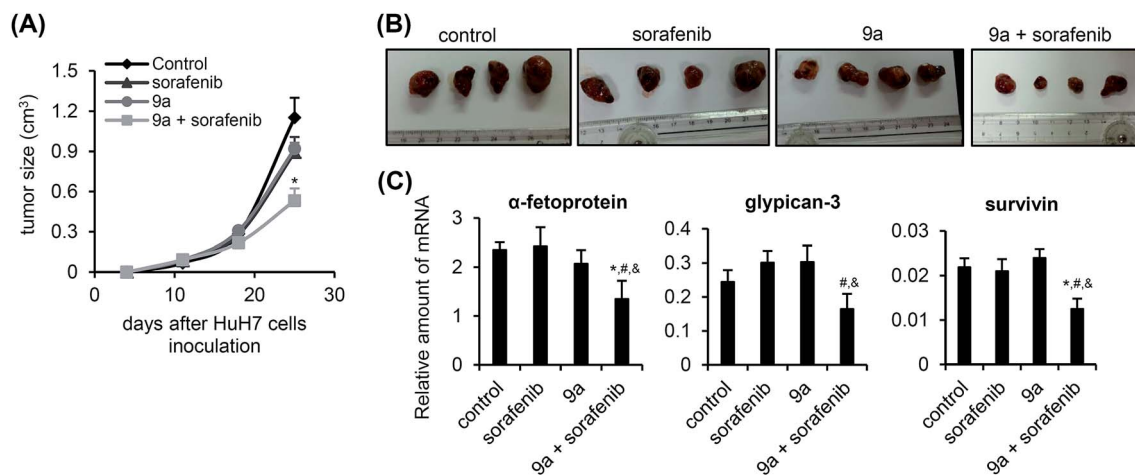 (A)
Control
sorafenib
9a
9a + sorafenib
1.5
1.2
0.9
0.6
0.3
0
tumor size (cm³)
*
0 10 20 30
days after HuH7 cells
inoculation
(B)
control
sorafenib
9a
9a + sorafenib
(C)
Relative amount of mRNA
α-fetoprotein
3
2
1
0
*,#,&
control
sorafenib
9a
9a + sorafenib
glypican-3
0.4
0.3
0.2
0.1
0
#,&
control
sorafenib
9a
9a + sorafenib
survivin
0.03
0.02
0.01
0
*,#,&
control
sorafenib
9a
9a + sorafenib